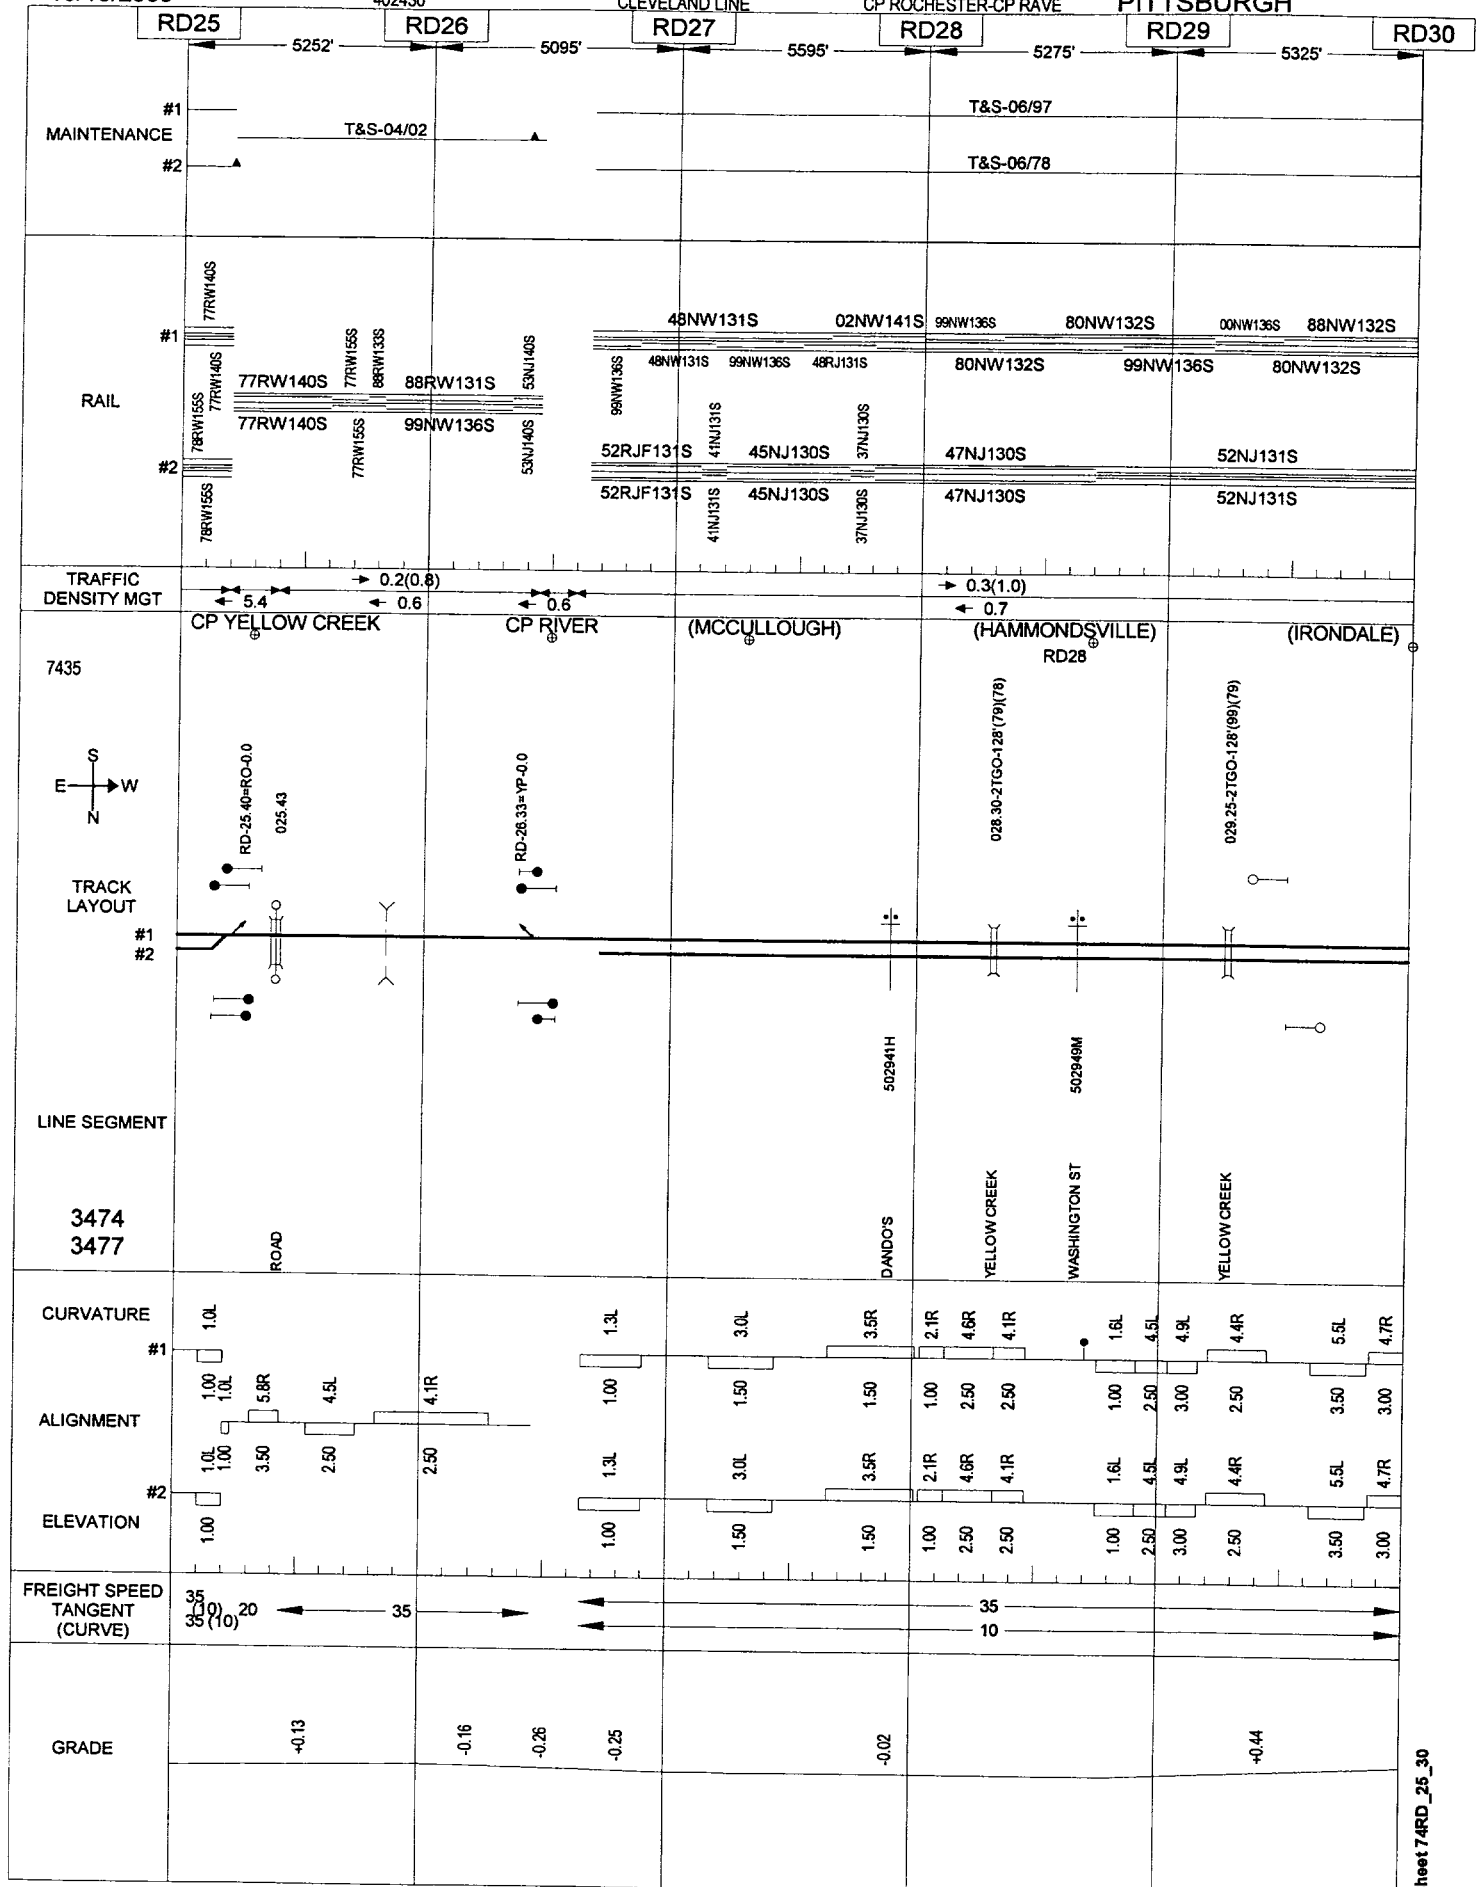 402430 CLEVELAND LINE CP ROCHESTER-CP RAVE PITTSBURGH
RD25 RD26 RD27 RD28 RD29 RD30
5252' 5095' 5595' 5275' 5325'
#1 T&S-06/97
MAINTENANCE T&S-04/02
#2 T&S-06/78
77RW140S
#1 48NW131S 02NW141S 99NW136S 80NW132S 00NW136S 88NW132S
77RW140S 77RW155S 88RW133S 53NJ140S 99NW136S 48NW131S 99NW136S 48RJ131S 80NW132S 99NW136S 80NW132S
77RW140S 88RW131S
RAIL
77RW140S 77RW155S 99NW136S 53NJ140S
78RW155S
#2 52RJF131S 41NJ131S 45NJ130S 37NJ130S 47NJ130S 52NJ131S
78RW155S 52RJF131S 41NJ131S 45NJ130S 37NJ130S 47NJ130S 52NJ131S
TRAFFIC DENSITY MGT
0.2(0.8) 0.3(1.0)
5.4 0.6 0.6 0.7
CP YELLOW CREEK CP RIVER (MCCULLOUGH) (HAMMONDSVILLE) (IRONDALE)
RD28
7435
S
E W
N
RD-25.40=RO-0.0
025.43
RD-26.33=YP-0.0
028.30-2TGO-128'(79)(78)
029.25-2TGO-128'(99)(79)
TRACK
LAYOUT
#1
#2
502941H
502949M
LINE SEGMENT
3474
3477
ROAD
DANDO'S
YELLOW CREEK
WASHINGTON ST
YELLOW CREEK
CURVATURE
1.0L 1.3L 3.0L 3.5R 2.1R 4.6R 4.1R 1.6L 4.5L 4.9L 4.4R 5.5L 4.7R
#1
1.00 1.00 1.50 1.50 1.00 2.50 2.50 1.00 2.50 3.00 2.50 3.50 3.00
1.0L 5.8R 4.5L 4.1R
ALIGNMENT
1.00 3.50 2.50 2.50
1.0L 1.3L 3.0L 3.5R 2.1R 4.6R 4.1R 1.6L 4.5L 4.9L 4.4R 5.5L 4.7R
#2
ELEVATION
1.00 1.00 1.50 1.50 1.00 2.50 2.50 1.00 2.50 3.00 2.50 3.50 3.00
FREIGHT SPEED
TANGENT
(CURVE)
35
(10) 20 35 35
35 (10) 10
GRADE
+0.13 -0.16 -0.26 -0.25 -0.02 +0.44
74RD_25_30